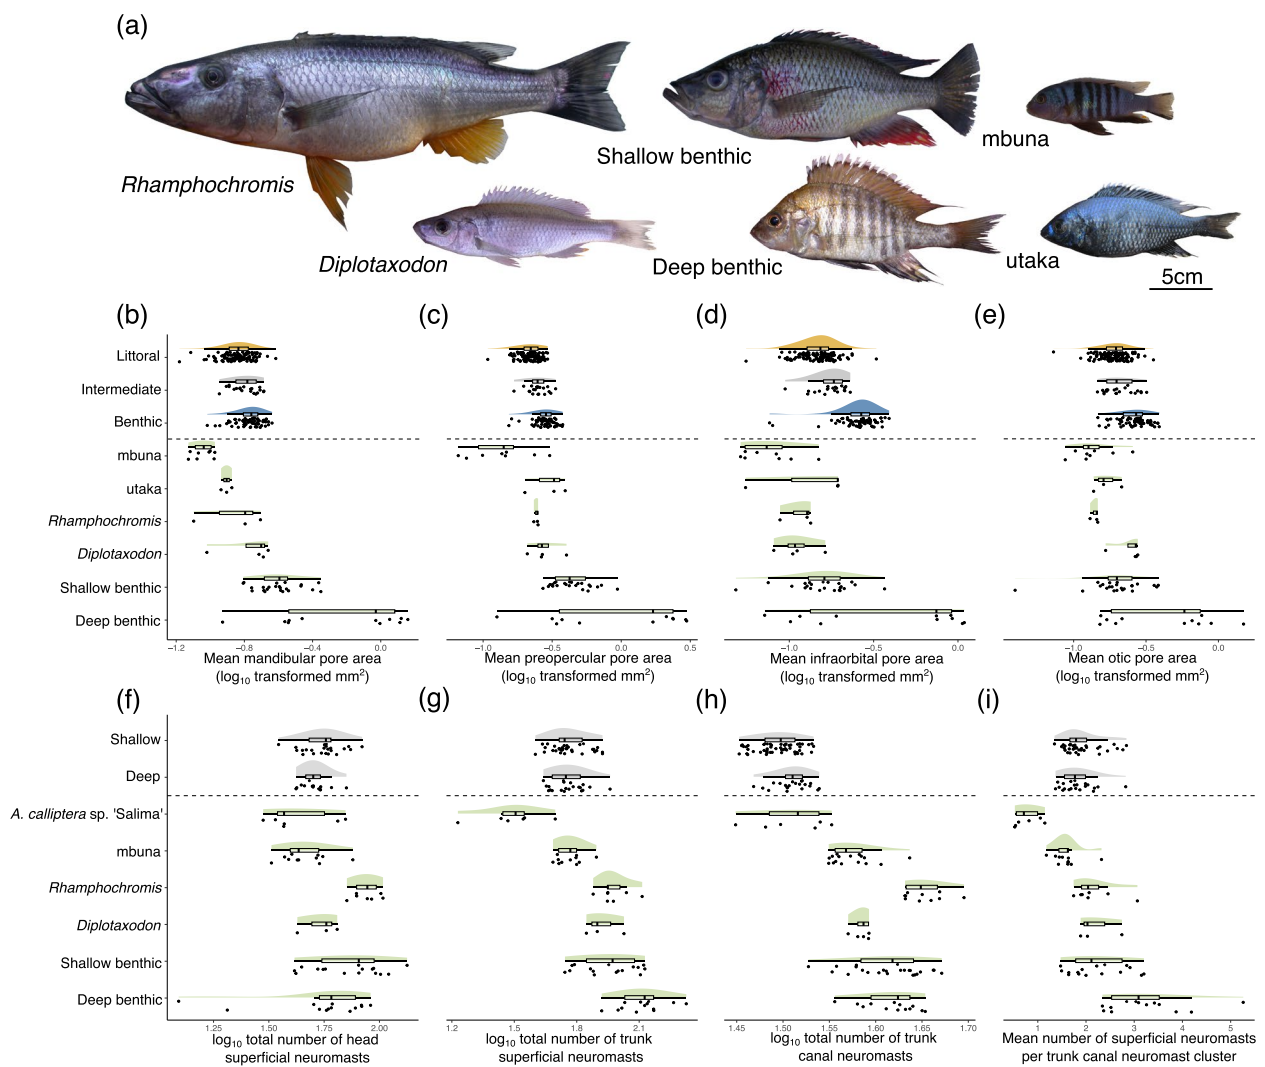 (a)
Rhamphochromis
Shallow benthic
mbuna
Diplotaxodon
Deep benthic
utaka
5cm
(b)
(c)
(d)
(e)
Littoral
Intermediate
Benthic
mbuna
utaka
Rhamphochromis
Diplotaxodon
Shallow benthic
Deep benthic
−1.2 −0.8 −0.4 0.0
Mean mandibular pore area
(log10 transformed mm2)
−1.0 −0.5 0.0 0.5
Mean preopercular pore area
(log10 transformed mm2)
−1.0 −0.5 0.0
Mean infraorbital pore area
(log10 transformed mm2)
−1.0 −0.5 0.0
Mean otic pore area
(log10 transformed mm2)
(f)
(g)
(h)
(i)
Shallow
Deep
A. calliptera sp. 'Salima'
mbuna
Rhamphochromis
Diplotaxodon
Shallow benthic
Deep benthic
1.25 1.50 1.75 2.00
log10 total number of head
superficial neuromasts
1.2 1.5 1.8 2.1
log10 total number of trunk
superficial neuromasts
1.45 1.50 1.55 1.60 1.65 1.70
log10 total number of trunk
canal neuromasts
1 2 3 4 5
Mean number of superficial neuromasts
per trunk canal neuromast cluster